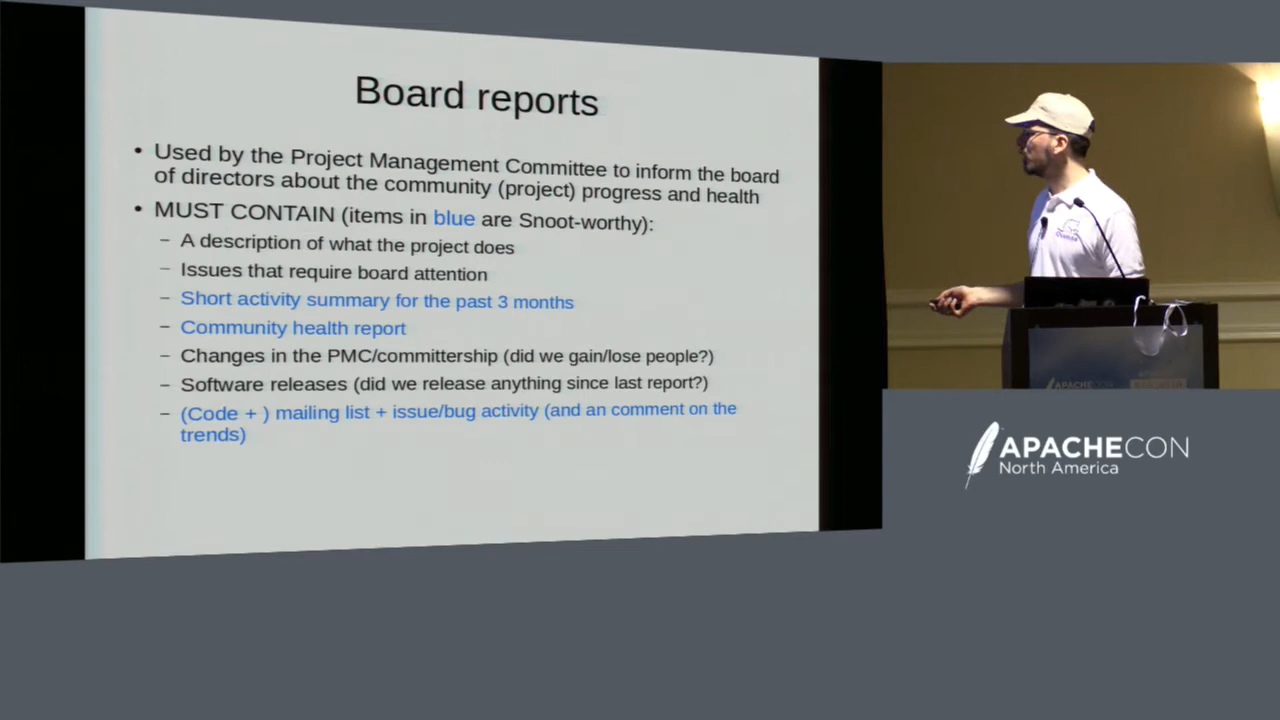 Board reports
• Used by the Project Management Committee to inform the board
of directors about the community (project) progress and health
• MUST CONTAIN (items in blue are Snoot-worthy):
– A description of what the project does
– Issues that require board attention
– Short activity summary for the past 3 months
– Community health report
– Changes in the PMC/committership (did we gain/lose people?)
– Software releases (did we release anything since last report?)
– (Code + ) mailing list + issue/bug activity (and an comment on the
trends)
APACHECON
APACHECON
North America